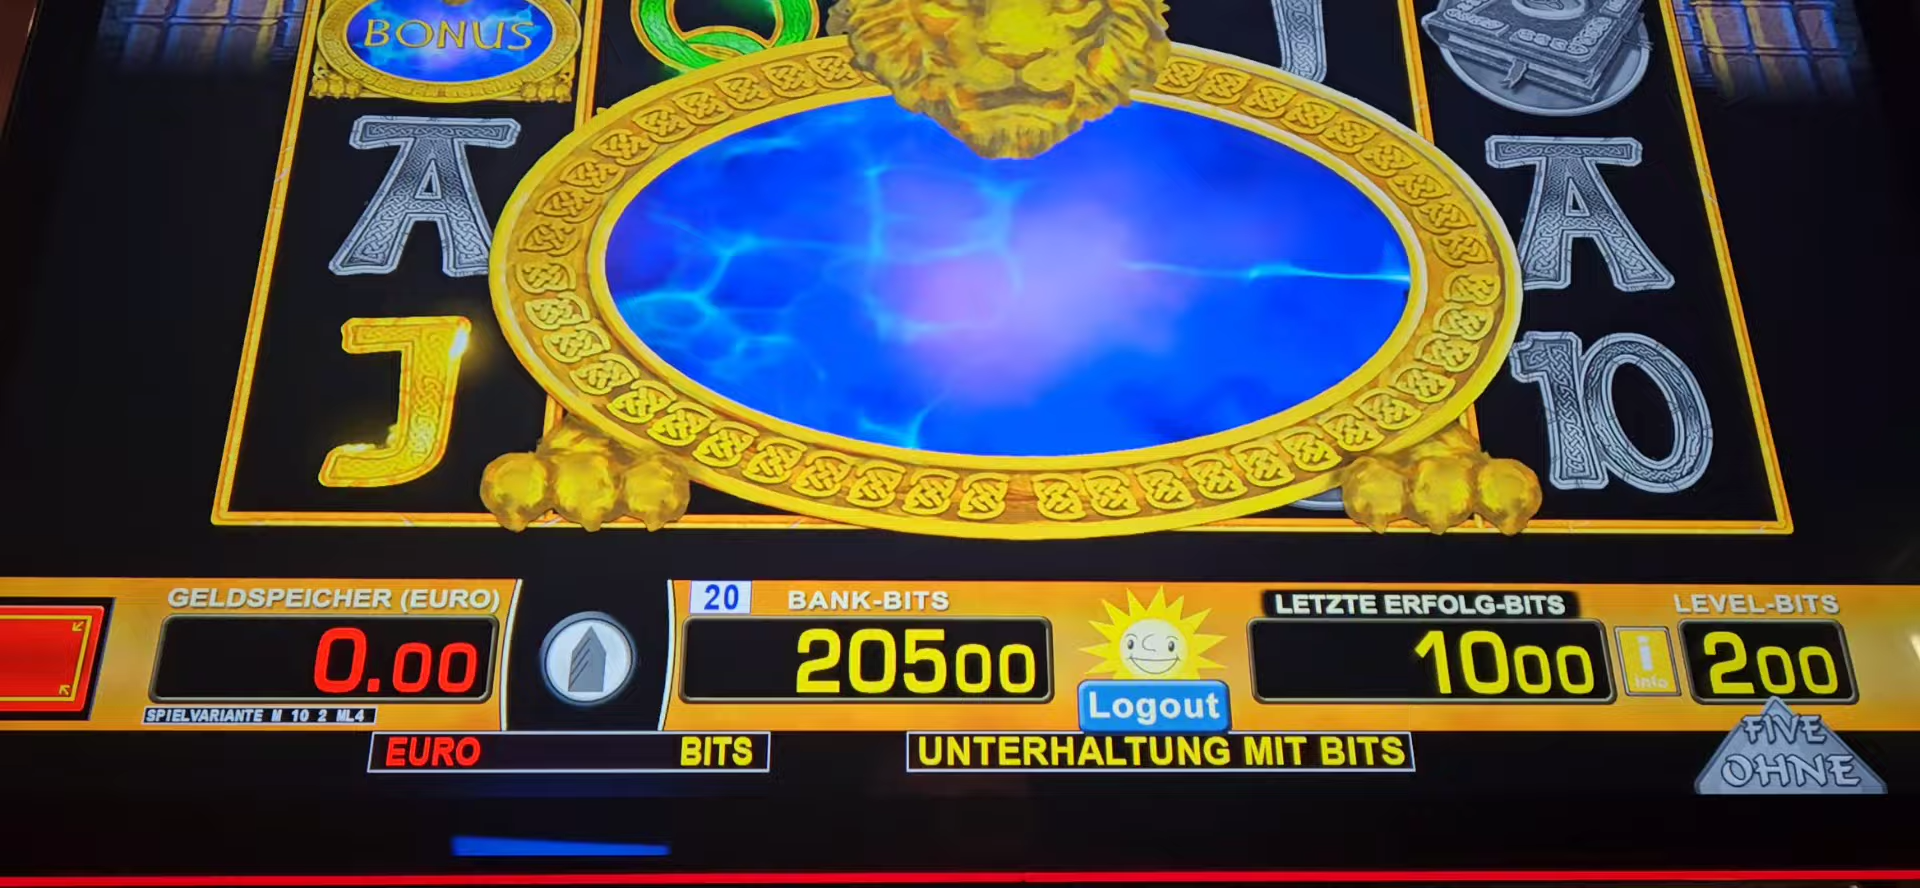 BONUS
Q
J
A
A
J
10
GELDSPEICHER (EURO)
0.00
SPIELVARIANTE M 10 2 ML4
20
BANK-BITS
20500
Logout
LETZTE ERFOLG-BITS
1000
info
LEVEL-BITS
200
EURO
BITS
UNTERHALTUNG MIT BITS
FIVE
OHNE